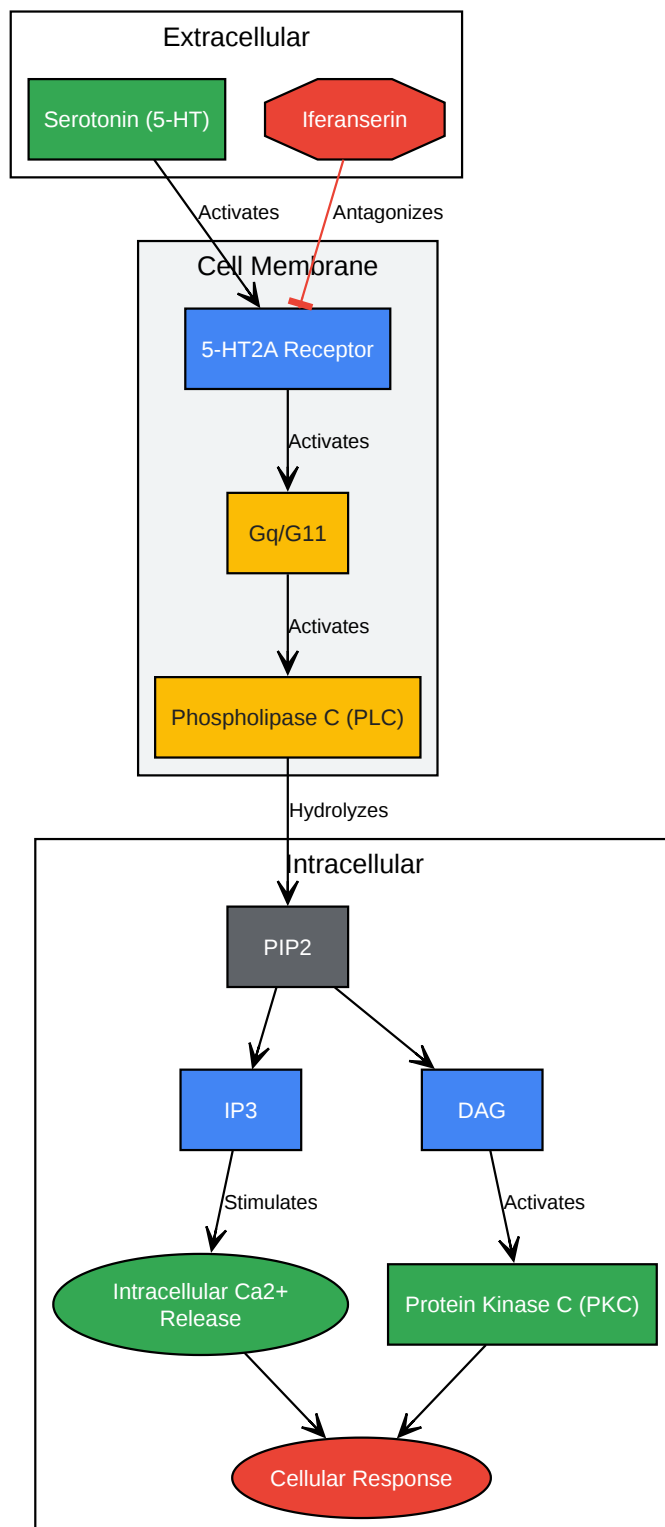 Extracellular
Serotonin (5-HT)
Iferanserin
Activates
Antagonizes
Cell Membrane
5-HT2A Receptor
Activates
Gq/G11
Activates
Phospholipase C (PLC)
Hydrolyzes
Intracellular
PIP2
IP3
DAG
Stimulates
Activates
Intracellular Ca2+
Release
Protein Kinase C (PKC)
Cellular Response